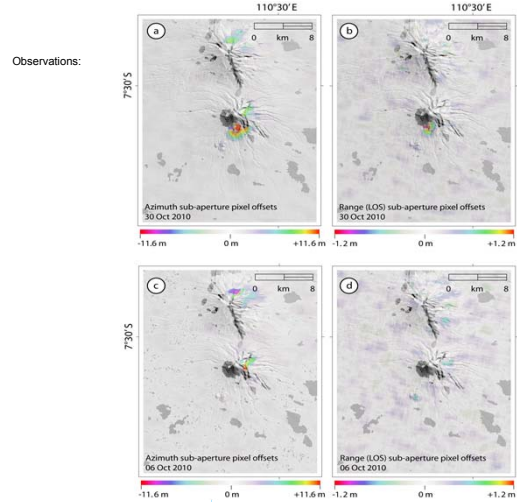 110°30' E
110°30' E
a
0 km 8
b
0 km 8
Observations:
7°30'S
Azimuth sub-aperture pixel offsets
30 Oct 2010
Range (LOS) sub-aperture pixel offsets
30 Oct 2010
-11.6 m 0 m +11.6 m
-1.2 m 0 m +1.2 m
c
0 km 8
d
0 km 8
7°30'S
Azimuth sub-aperture pixel offsets
06 Oct 2010
Range (LOS) sub-aperture pixel offsets
06 Oct 2010
-11.6 m 0 m +11.6 m
-1.2 m 0 m +1.2 m